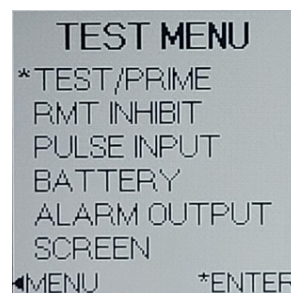 TEST MENU
*TEST/PRIME
RMT INHIBIT
PULSE INPUT
BATTERY
ALARM OUTPUT
SCREEN
◀MENU *ENTER